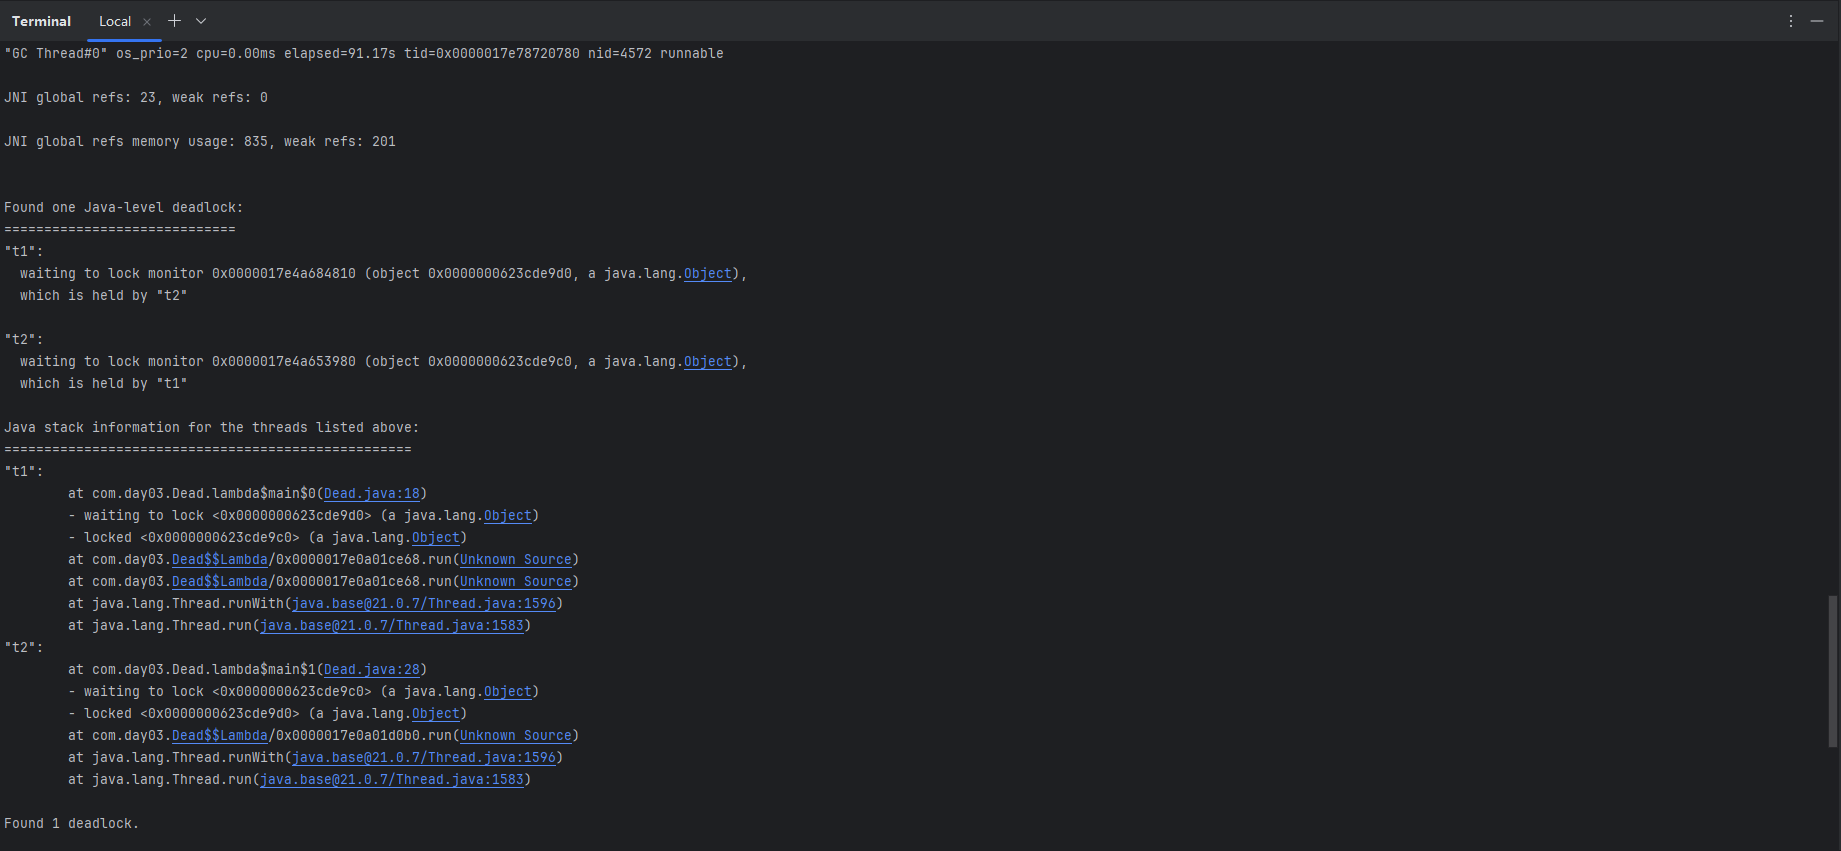 Terminal Local
"GC Thread#0" os_prio=2 cpu=0.00ms elapsed=91.17s tid=0x0000017e78720780 nid=4572 runnable
JNI global refs: 23, weak refs: 0
JNI global refs memory usage: 835, weak refs: 201
Found one Java-level deadlock:
=============================
"t1":
  waiting to lock monitor 0x0000017e4a684810 (object 0x0000000623cde9d0, a java.lang.Object),
  which is held by "t2"
"t2":
  waiting to lock monitor 0x0000017e4a653980 (object 0x0000000623cde9c0, a java.lang.Object),
  which is held by "t1"
Java stack information for the threads listed above:
===================================================
"t1":
        at com.day03.Dead.lambda$main$0(Dead.java:18)
        - waiting to lock <0x0000000623cde9d0> (a java.lang.Object)
        - locked <0x0000000623cde9c0> (a java.lang.Object)
        at com.day03.Dead$$Lambda/0x0000017e0a01ce68.run(Unknown Source)
        at com.day03.Dead$$Lambda/0x0000017e0a01ce68.run(Unknown Source)
        at java.lang.Thread.runWith(java.base@21.0.7/Thread.java:1596)
        at java.lang.Thread.run(java.base@21.0.7/Thread.java:1583)
"t2":
        at com.day03.Dead.lambda$main$1(Dead.java:28)
        - waiting to lock <0x0000000623cde9c0> (a java.lang.Object)
        - locked <0x0000000623cde9d0> (a java.lang.Object)
        at com.day03.Dead$$Lambda/0x0000017e0a01d0b0.run(Unknown Source)
        at java.lang.Thread.runWith(java.base@21.0.7/Thread.java:1596)
        at java.lang.Thread.run(java.base@21.0.7/Thread.java:1583)
Found 1 deadlock.